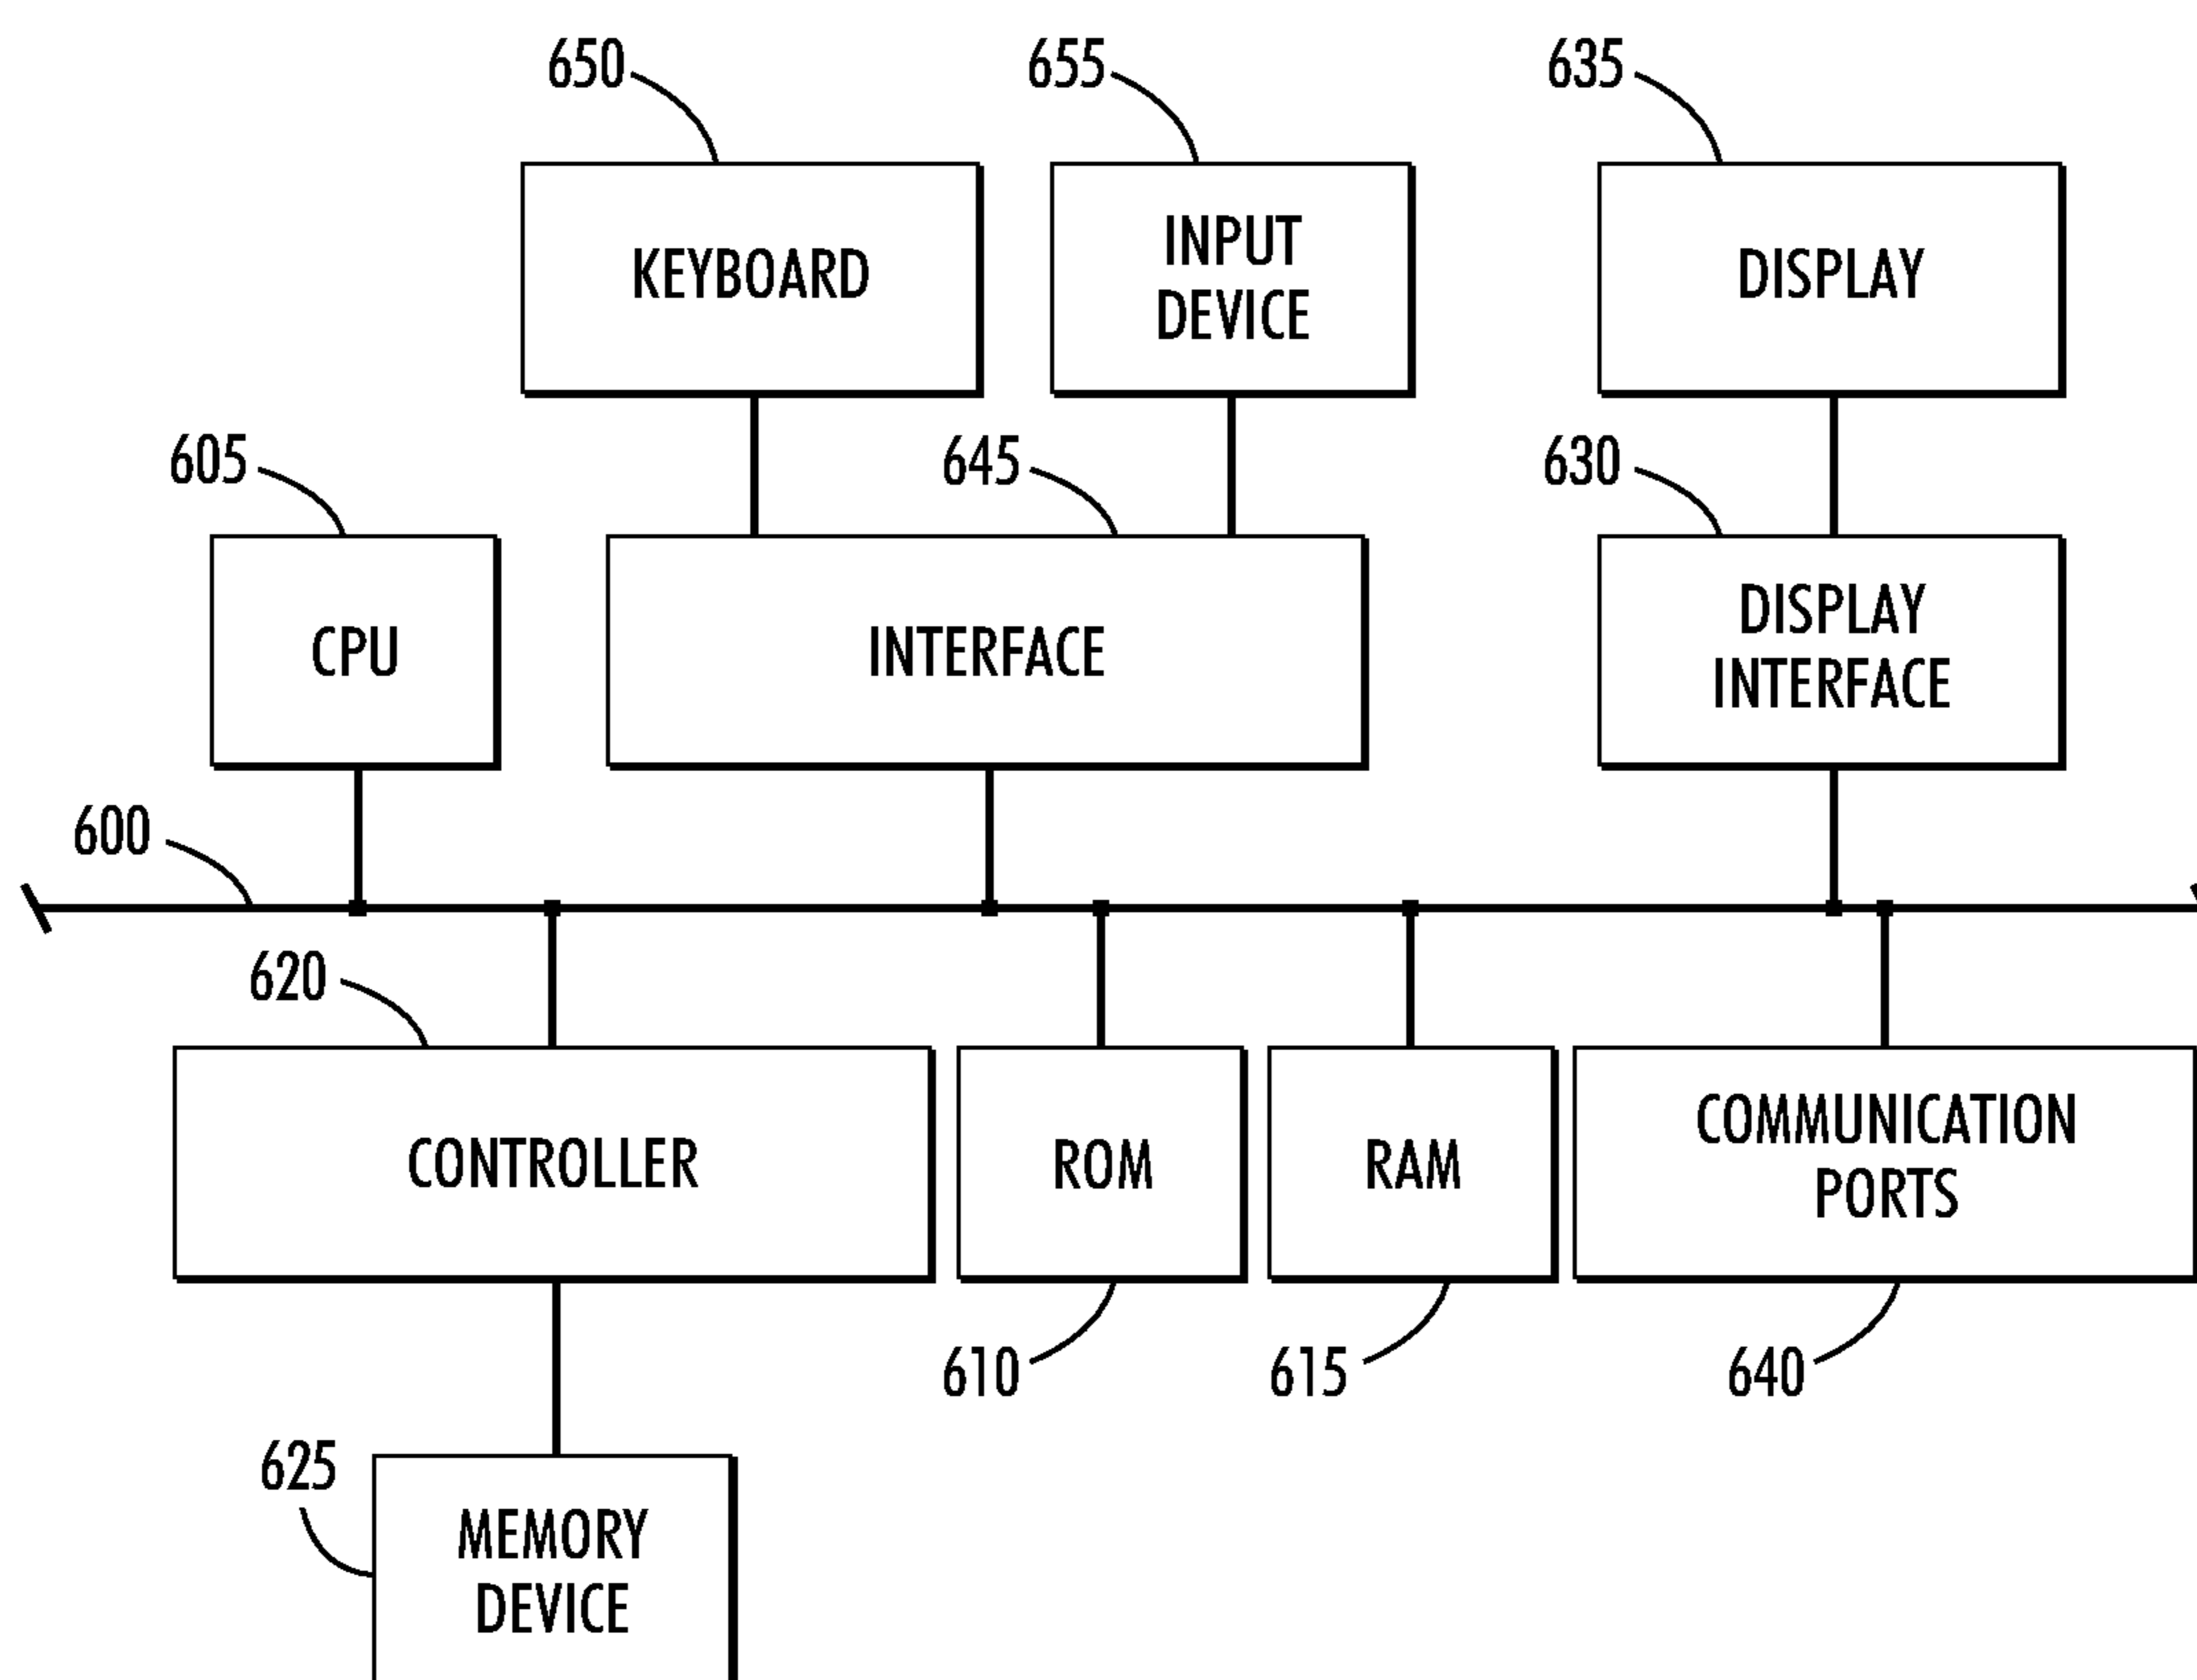 650
655
635
KEYBOARD
INPUT
DEVICE
DISPLAY
605
645
630
CPU
INTERFACE
DISPLAY
INTERFACE
600
620
CONTROLLER
ROM
RAM
COMMUNICATION
PORTS
610
615
640
625
MEMORY
DEVICE